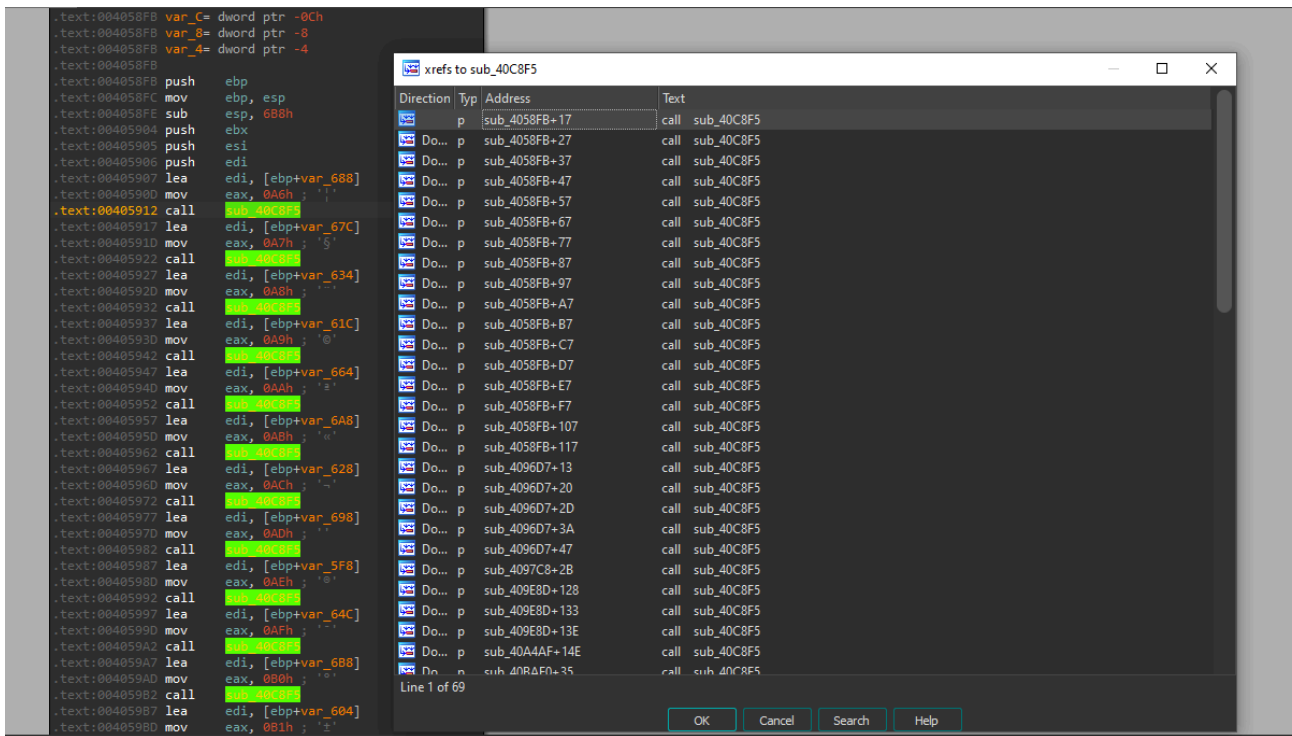 .text:004058FB var_C= dword ptr -0Ch
.text:004058FB var_8= dword ptr -8
.text:004058FB var_4= dword ptr -4
.text:004058FB
.text:004058FB push ebp
.text:004058FC mov ebp, esp
.text:004058FE sub esp, 6B8h
.text:00405904 push ebx
.text:00405905 push esi
.text:00405906 push edi
.text:00405907 lea edi, [ebp+var_688]
.text:0040590D mov eax, 0A6h ; '¦'
.text:00405912 call sub_40C8F5
.text:00405917 lea edi, [ebp+var_67C]
.text:0040591D mov eax, 0A7h ; '§'
.text:00405922 call sub_40C8F5
.text:00405927 lea edi, [ebp+var_634]
.text:0040592D mov eax, 0A8h ; '¨'
.text:00405932 call sub_40C8F5
.text:00405937 lea edi, [ebp+var_61C]
.text:0040593D mov eax, 0A9h ; '©'
.text:00405942 call sub_40C8F5
.text:00405947 lea edi, [ebp+var_664]
.text:0040594D mov eax, 0AAh ; 'ª'
.text:00405952 call sub_40C8F5
.text:00405957 lea edi, [ebp+var_6A8]
.text:0040595D mov eax, 0ABh ; '«'
.text:00405962 call sub_40C8F5
.text:00405967 lea edi, [ebp+var_628]
.text:0040596D mov eax, 0ACh ; '¬'
.text:00405972 call sub_40C8F5
.text:00405977 lea edi, [ebp+var_698]
.text:0040597D mov eax, 0ADh ; ' '
.text:00405982 call sub_40C8F5
.text:00405987 lea edi, [ebp+var_5F8]
.text:0040598D mov eax, 0AEh ; '®'
.text:00405992 call sub_40C8F5
.text:00405997 lea edi, [ebp+var_64C]
.text:0040599D mov eax, 0AFh ; '¯'
.text:004059A2 call sub_40C8F5
.text:004059A7 lea edi, [ebp+var_6B8]
.text:004059AD mov eax, 0B0h ; '°'
.text:004059B2 call sub_40C8F5
.text:004059B7 lea edi, [ebp+var_604]
.text:004059BD mov eax, 0B1h ; '±'
xrefs to sub_40C8F5
Direction Typ Address Text
p sub_4058FB+17 call sub_40C8F5
Do... p sub_4058FB+27 call sub_40C8F5
Do... p sub_4058FB+37 call sub_40C8F5
Do... p sub_4058FB+47 call sub_40C8F5
Do... p sub_4058FB+57 call sub_40C8F5
Do... p sub_4058FB+67 call sub_40C8F5
Do... p sub_4058FB+77 call sub_40C8F5
Do... p sub_4058FB+87 call sub_40C8F5
Do... p sub_4058FB+97 call sub_40C8F5
Do... p sub_4058FB+A7 call sub_40C8F5
Do... p sub_4058FB+B7 call sub_40C8F5
Do... p sub_4058FB+C7 call sub_40C8F5
Do... p sub_4058FB+D7 call sub_40C8F5
Do... p sub_4058FB+E7 call sub_40C8F5
Do... p sub_4058FB+F7 call sub_40C8F5
Do... p sub_4058FB+107 call sub_40C8F5
Do... p sub_4058FB+117 call sub_40C8F5
Do... p sub_4096D7+13 call sub_40C8F5
Do... p sub_4096D7+20 call sub_40C8F5
Do... p sub_4096D7+2D call sub_40C8F5
Do... p sub_4096D7+3A call sub_40C8F5
Do... p sub_4096D7+47 call sub_40C8F5
Do... p sub_4097C8+2B call sub_40C8F5
Do... p sub_409E8D+128 call sub_40C8F5
Do... p sub_409E8D+133 call sub_40C8F5
Do... p sub_409E8D+13E call sub_40C8F5
Do... p sub_40A4AF+14E call sub_40C8F5
Do... p sub_40BAF0+35 call sub_40C8F5
Line 1 of 69
OK Cancel Search Help